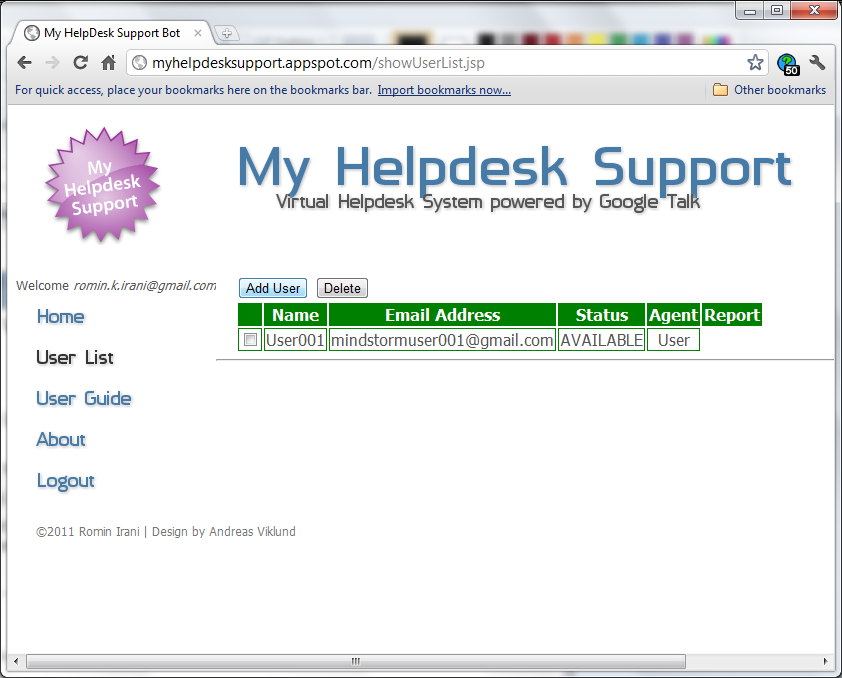 My HelpDesk Support Bot
myhelpdesksupport.appspot.com/showUserList.jsp
50
For quick access, place your bookmarks here on the bookmarks bar. Import bookmarks now...
Other bookmarks
My
Helpdesk
Support
My Helpdesk Support
Virtual Helpdesk System powered by Google Talk
Welcome romin.k.irani@gmail.com
Add User Delete
Name Email Address Status Agent Report
User001 mindstormuser001@gmail.com AVAILABLE User
Home
User List
User Guide
About
Logout
©2011 Romin Irani | Design by Andreas Viklund